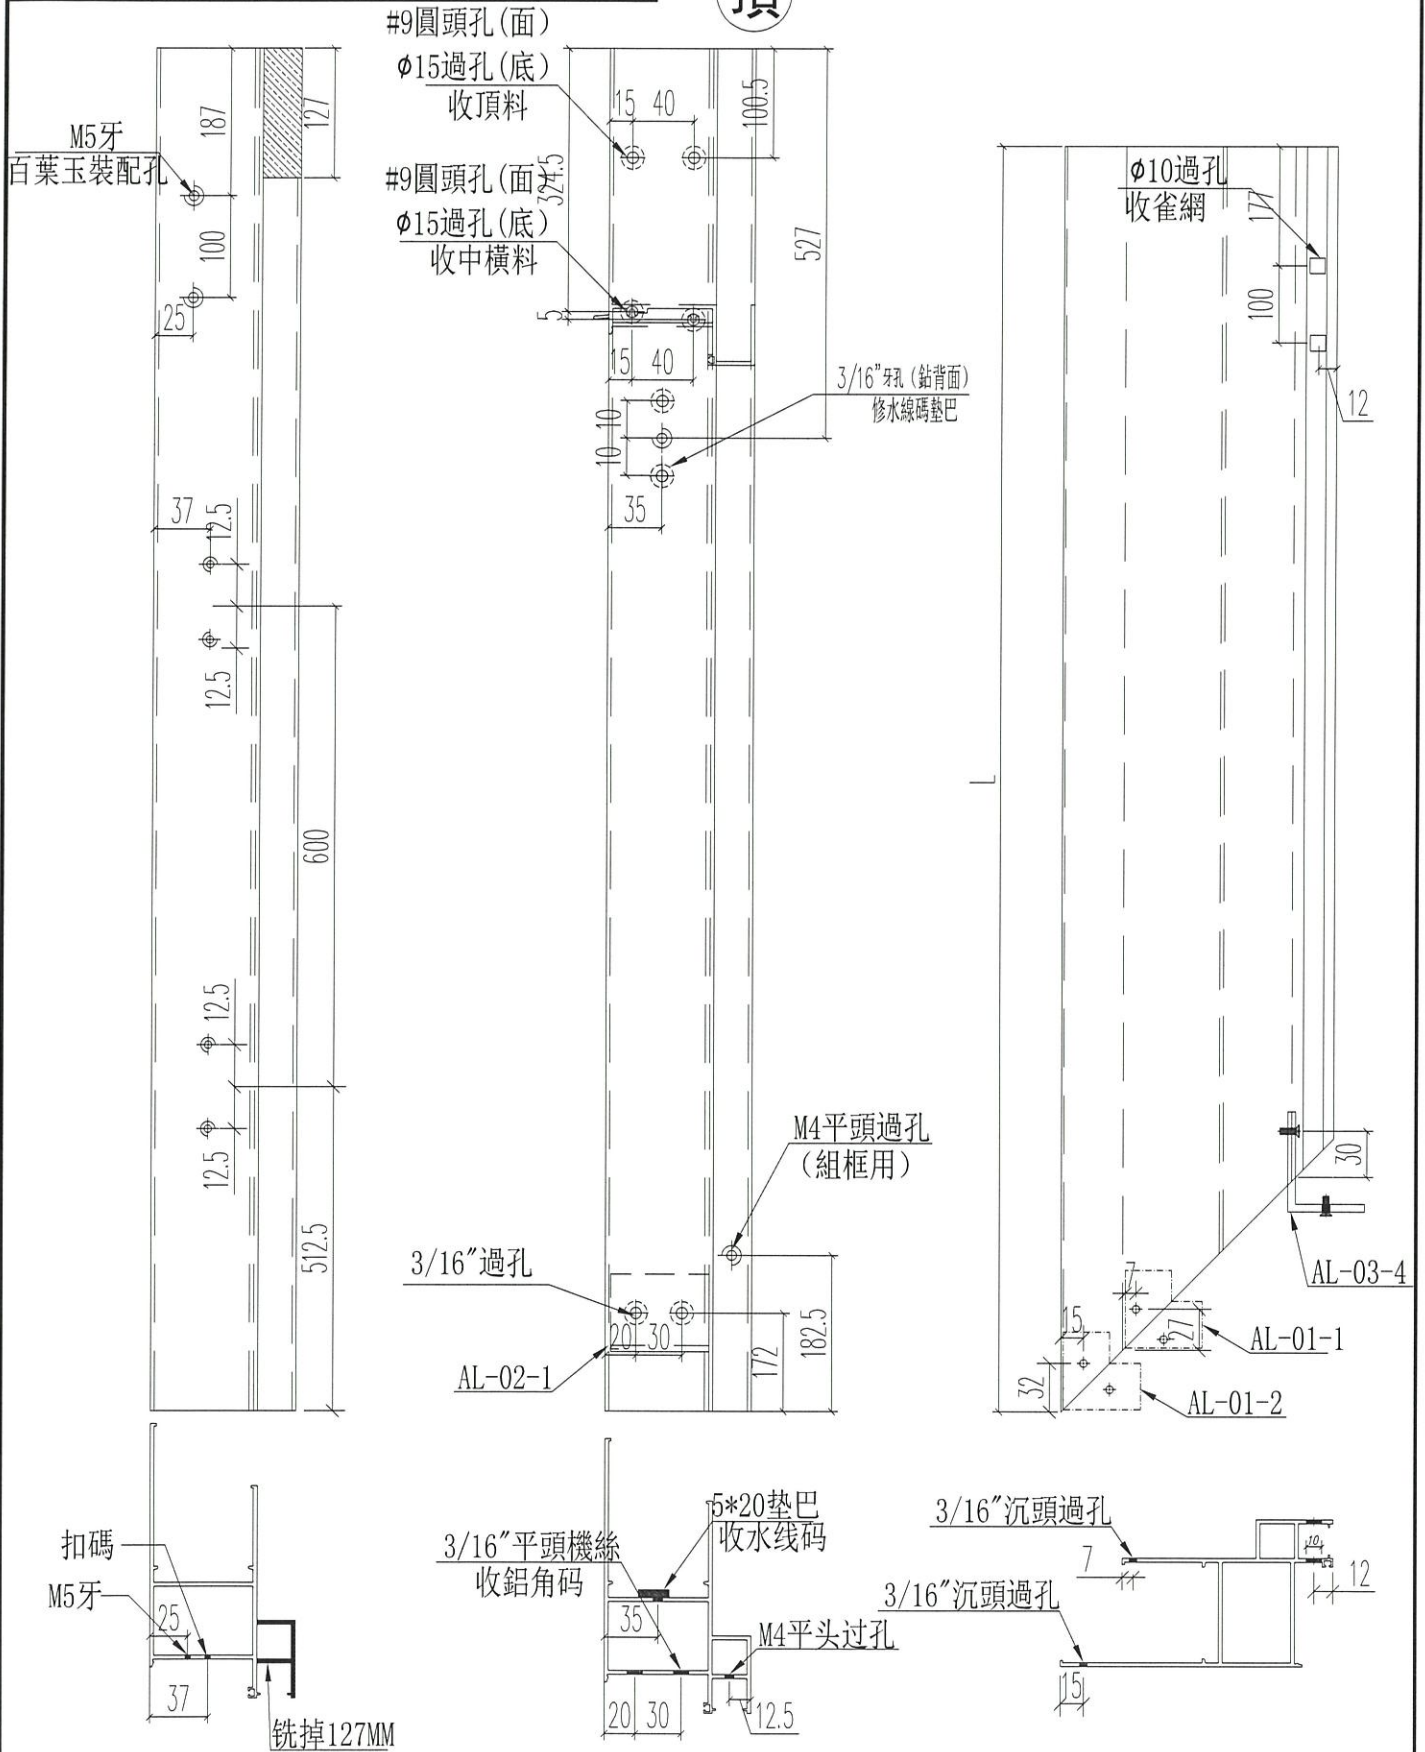 頂
#9圓頭孔(面)
ϕ15過孔(底)
收頂料
15
40
100.5
324.5
527
187
127
M5牙
百葉玉裝配孔
100
25
#9圓頭孔(面)
ϕ15過孔(底)
收中橫料
5
15
40
3/16"牙孔(鉆背面)
修水線碼墊巴
10
10
35
ϕ10過孔
收雀網
177
100
12
37
12.5
12.5
600
12.5
12.5
512.5
L
M4平頭過孔
(組框用)
3/16"過孔
20
30
AL-02-1
172
182.5
30
AL-03-4
7
27
AL-01-1
15
32
AL-01-2
扣碼
M5牙
25
37
铣掉127MM
3/16"平頭機絲
收鋁角码
5*20垫巴
收水线码
35
M4平头过孔
20
30
12.5
3/16"沉頭過孔
7
10
12
3/16"沉頭過孔
15